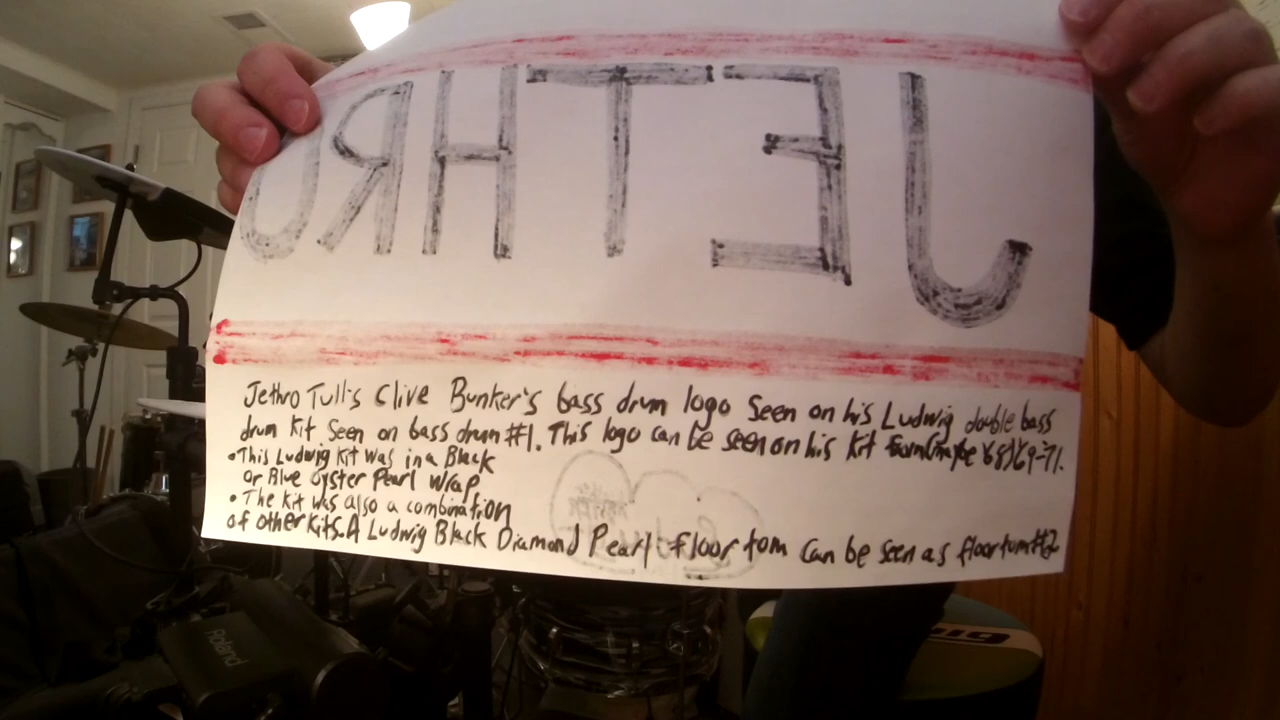 JETHRO
Jethro Tull's Clive Bunker's bass drum logo seen on his Ludwig double bass
drum kit seen on bass drum #1. This logo can be seen on his kit from (maybe '68) '69-'71.
•This Ludwig kit was in a Black
or Blue Oyster Pearl wrap
•The kit was also a combination
of other kits. A Ludwig Black Diamond Pearl floor tom can be seen as floor tom #2
Roland